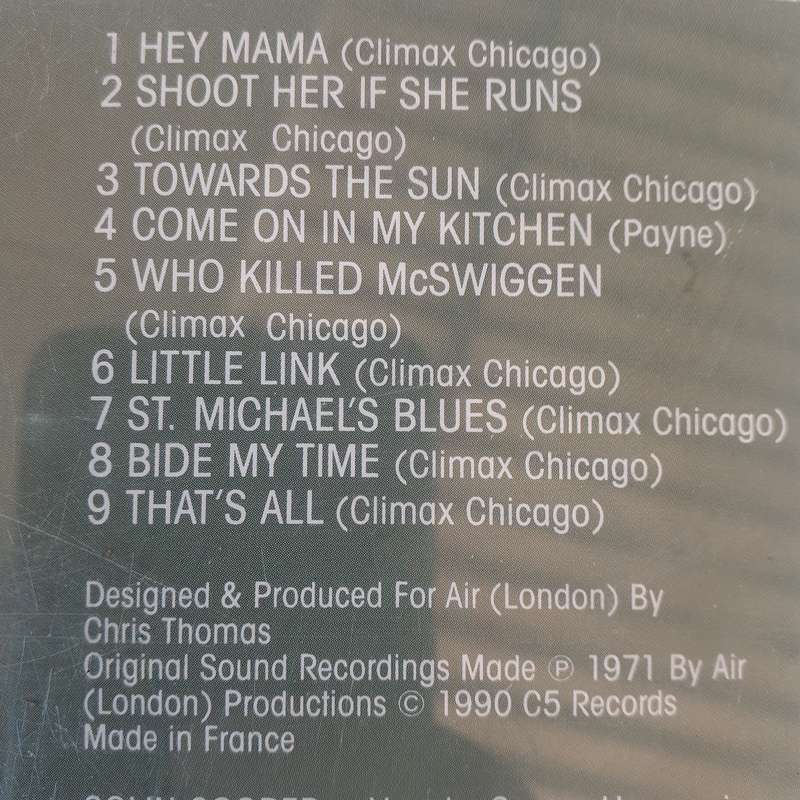 1 HEY MAMA (Climax Chicago)
2 SHOOT HER IF SHE RUNS
(Climax Chicago)
3 TOWARDS THE SUN (Climax Chicago)
4 COME ON IN MY KITCHEN (Payne)
5 WHO KILLED McSWIGGEN
(Climax Chicago)
6 LITTLE LINK (Climax Chicago)
7 ST. MICHAEL'S BLUES (Climax Chicago)
8 BIDE MY TIME (Climax Chicago)
9 THAT'S ALL (Climax Chicago)
Designed & Produced For Air (London) By
Chris Thomas
Original Sound Recordings Made ℗ 1971 By Air
(London) Productions © 1990 C5 Records
Made in France